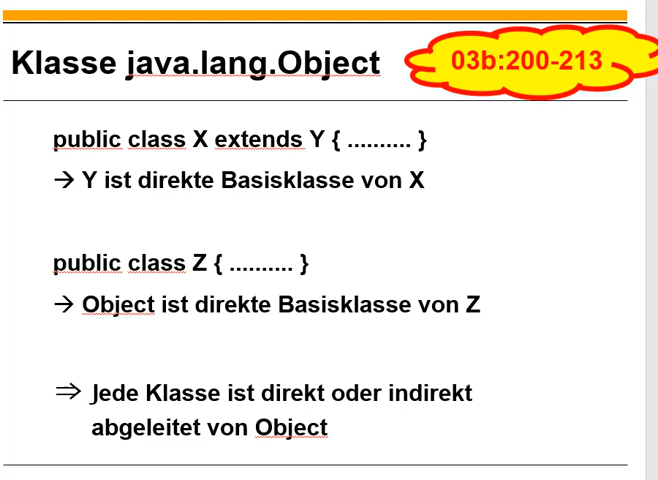 Klasse java.lang.Object
03b:200-213
public class X extends Y { .......... }
→ Y ist direkte Basisklasse von X
public class Z { .......... }
→ Object ist direkte Basisklasse von Z
⇒ Jede Klasse ist direkt oder indirekt
abgeleitet von Object